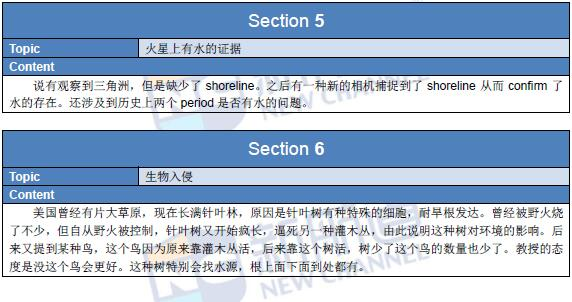 Section 5
Topic 火星上有水的证据
Content
说有观察到三角洲，但是缺少了 shoreline。之后有一种新的相机捕捉到了 shoreline 从而 confirm 了
水的存在。还涉及到历史上两个 period 是否有水的问题。
Section 6
Topic 生物入侵
Content
美国曾经有片大草原，现在长满针叶林，原因是针叶树有种特殊的细胞，耐旱根发达。曾经被野火烧
了不少，但自从野火被控制，针叶树又开始疯长，逼死另一种灌木丛，由此说明这种树对环境的影响。后
来又提到某种鸟，这个鸟因为原来靠灌木丛活，后来靠这个树活，树少了这个鸟的数量也少了。教授的态
度是没这个鸟会更好。这种树特别会找水源，根上面下面到处都有。
NEW CHANNEL
NEW CHANNEL